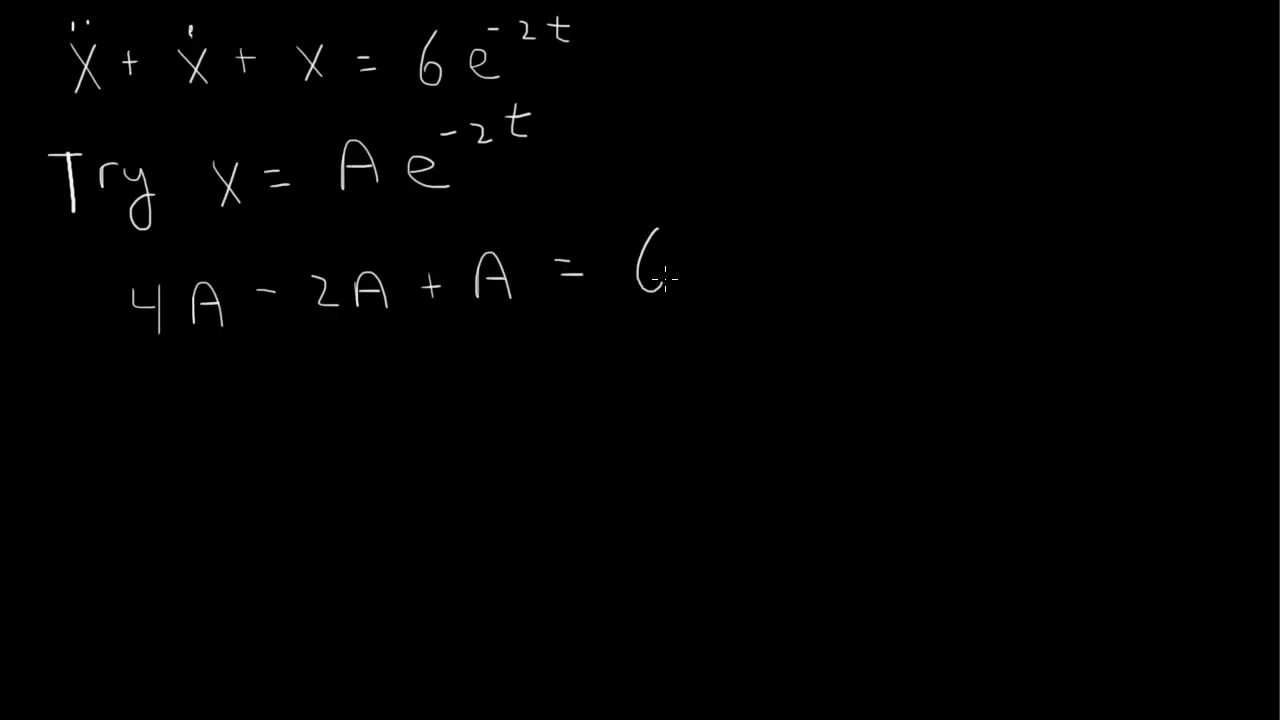 ẍ + ẋ + x = 6e^{-2t}
Try x = Ae^{-2t}
4A - 2A + A = 6